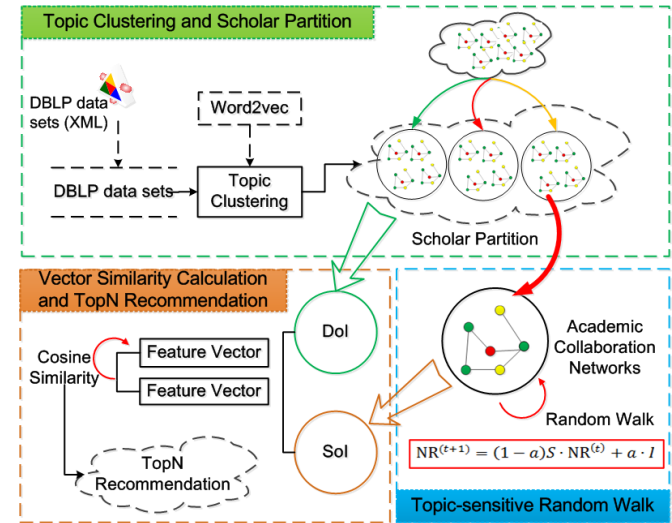 Topic Clustering and Scholar Partition
DBLP data
sets (XML)
Word2vec
DBLP data sets
Topic
Clustering
Scholar Partition
Vector Similarity Calculation
and TopN Recommendation
DoI
Feature Vector
Cosine
Similarity
Feature Vector
SoI
TopN
Recommendation
Academic
Collaboration
Networks
Random Walk
NR^(t+1) = (1 − a)S · NR^(t) + a · I
Topic-sensitive Random Walk